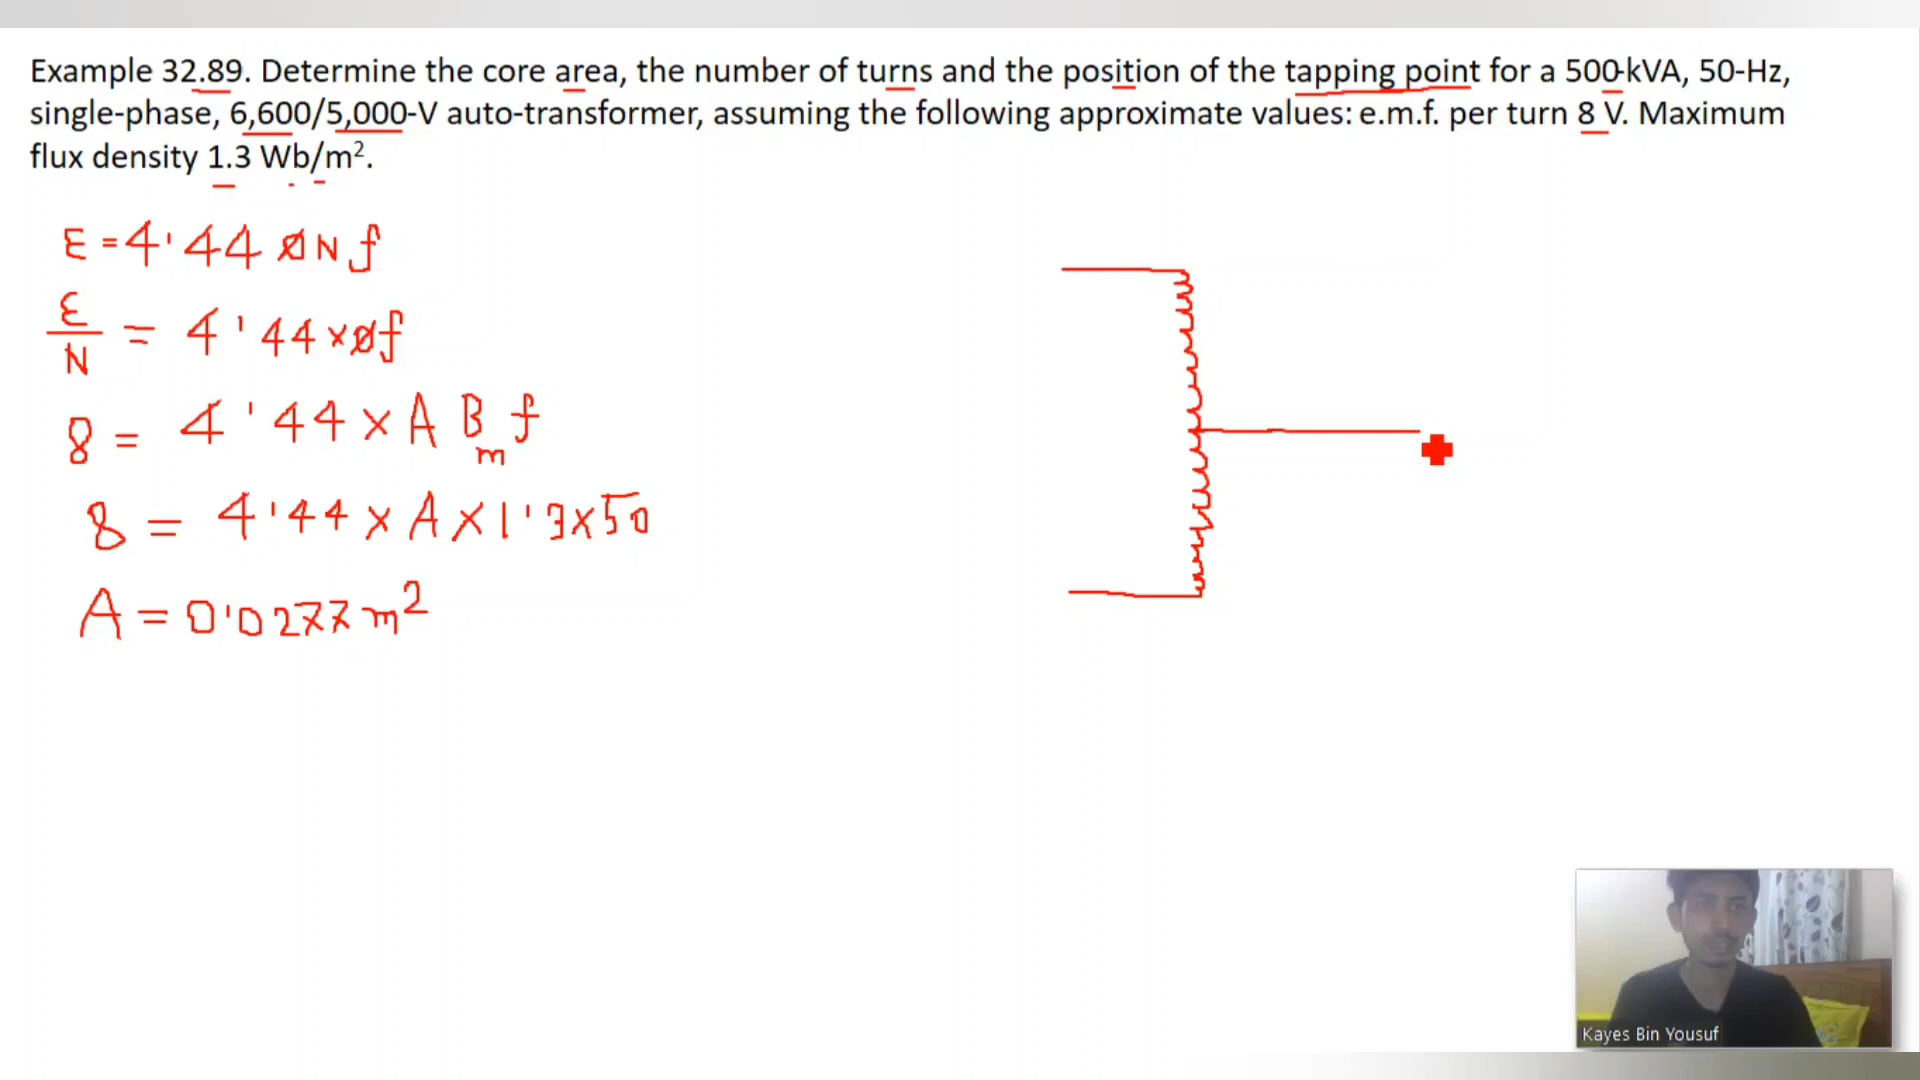 Example 32.89. Determine the core area, the number of turns and the position of the tapping point for a 500-kVA, 50-Hz,
single-phase, 6,600/5,000-V auto-transformer, assuming the following approximate values: e.m.f. per turn 8 V. Maximum
flux density 1.3 Wb/m².
E = 4.44 ØNf
E/N = 4.44 × Øf
8 = 4.44 × A Bm f
8 = 4.44 × A × 1.3 × 50
A = 0.0277 m²
Kayes Bin Yousuf